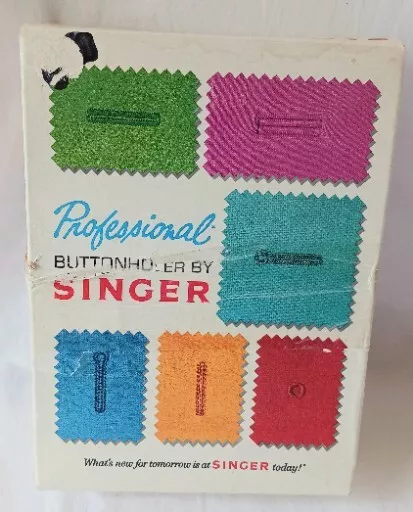 Professional
BUTTONHOLER BY
SINGER
What's new for tomorrow is at SINGER today!*